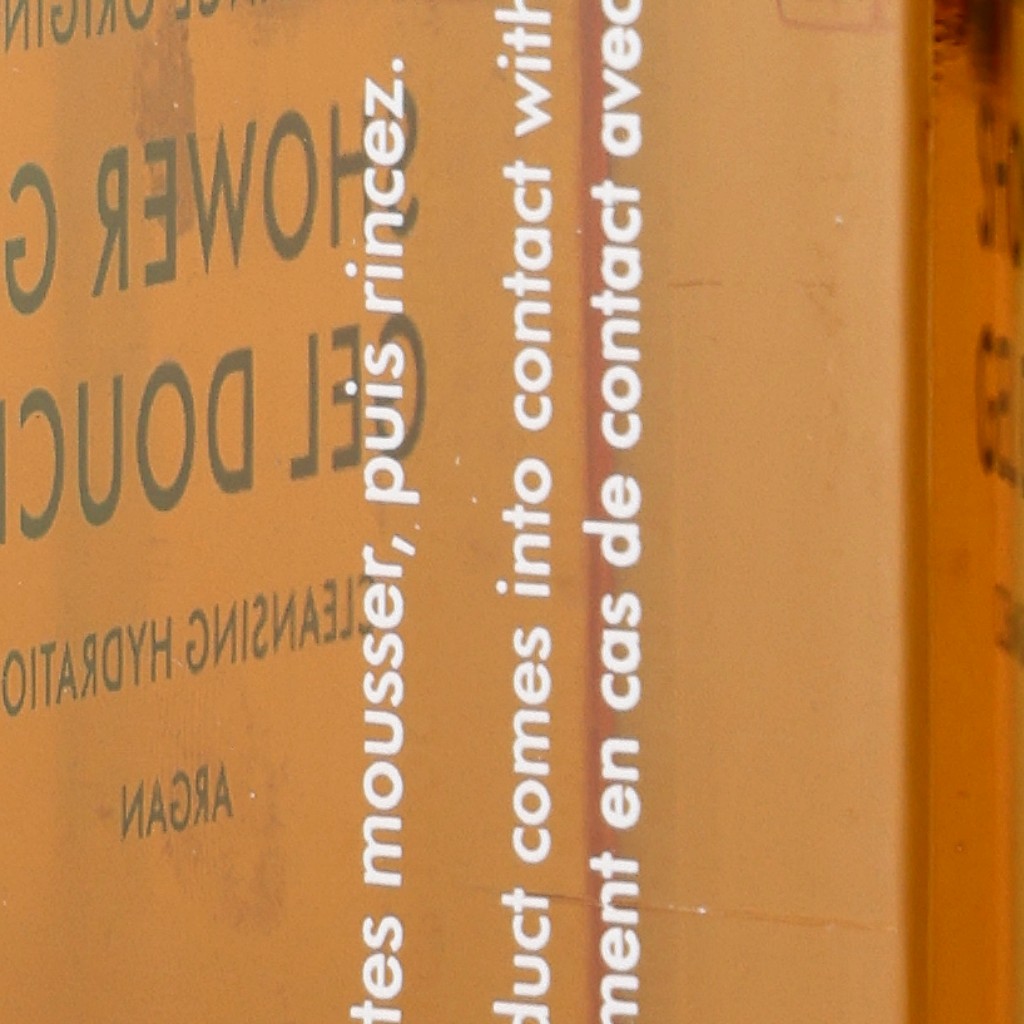 tes mousser, puis rincez.
duct comes into contact with
ment en cas de contact avec
SHOWER G
GEL DOUCH
CLEANSING HYDRATIO
ARGAN